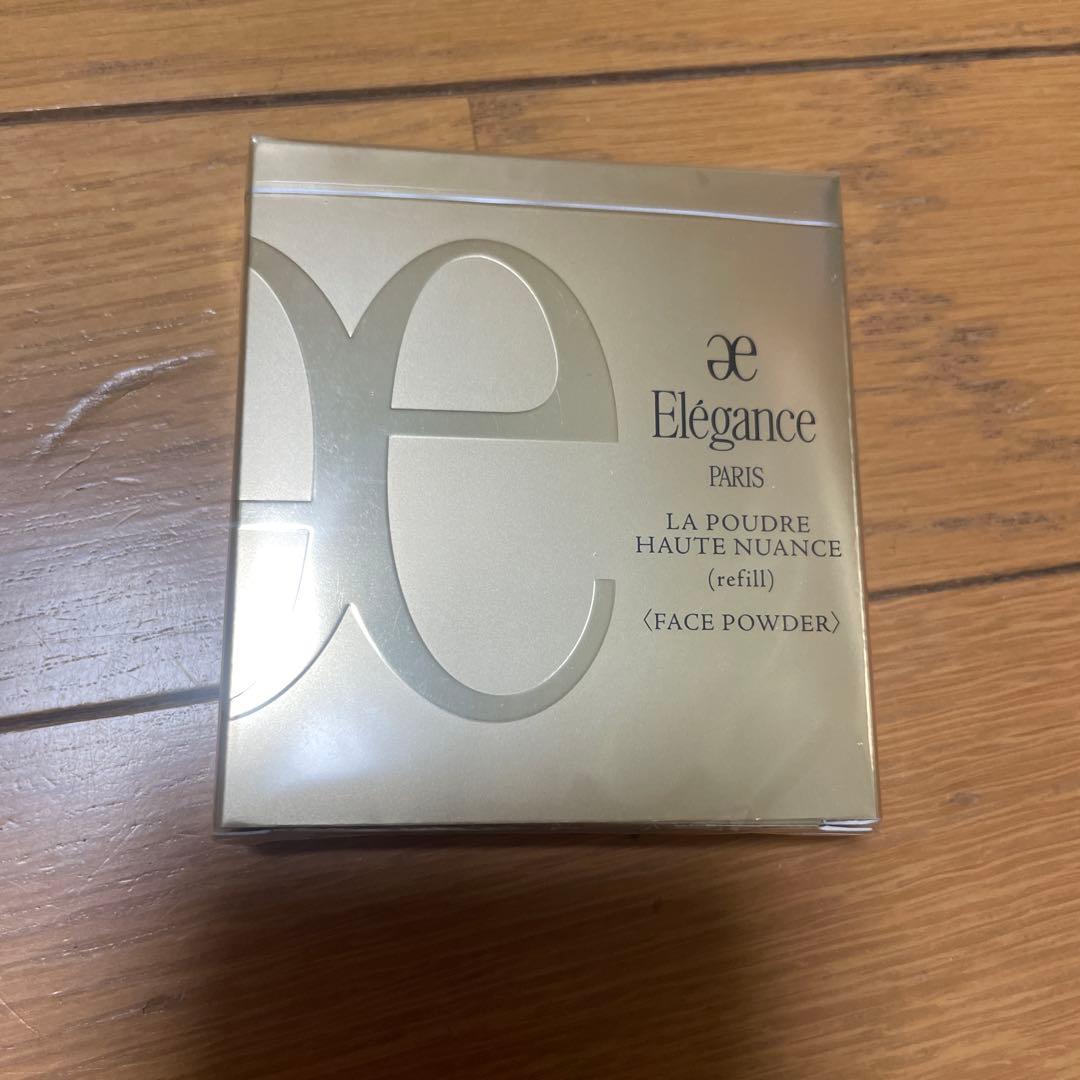 æ
Elégance
PARIS
LA POUDRE
HAUTE NUANCE
(refill)
〈FACE POWDER〉